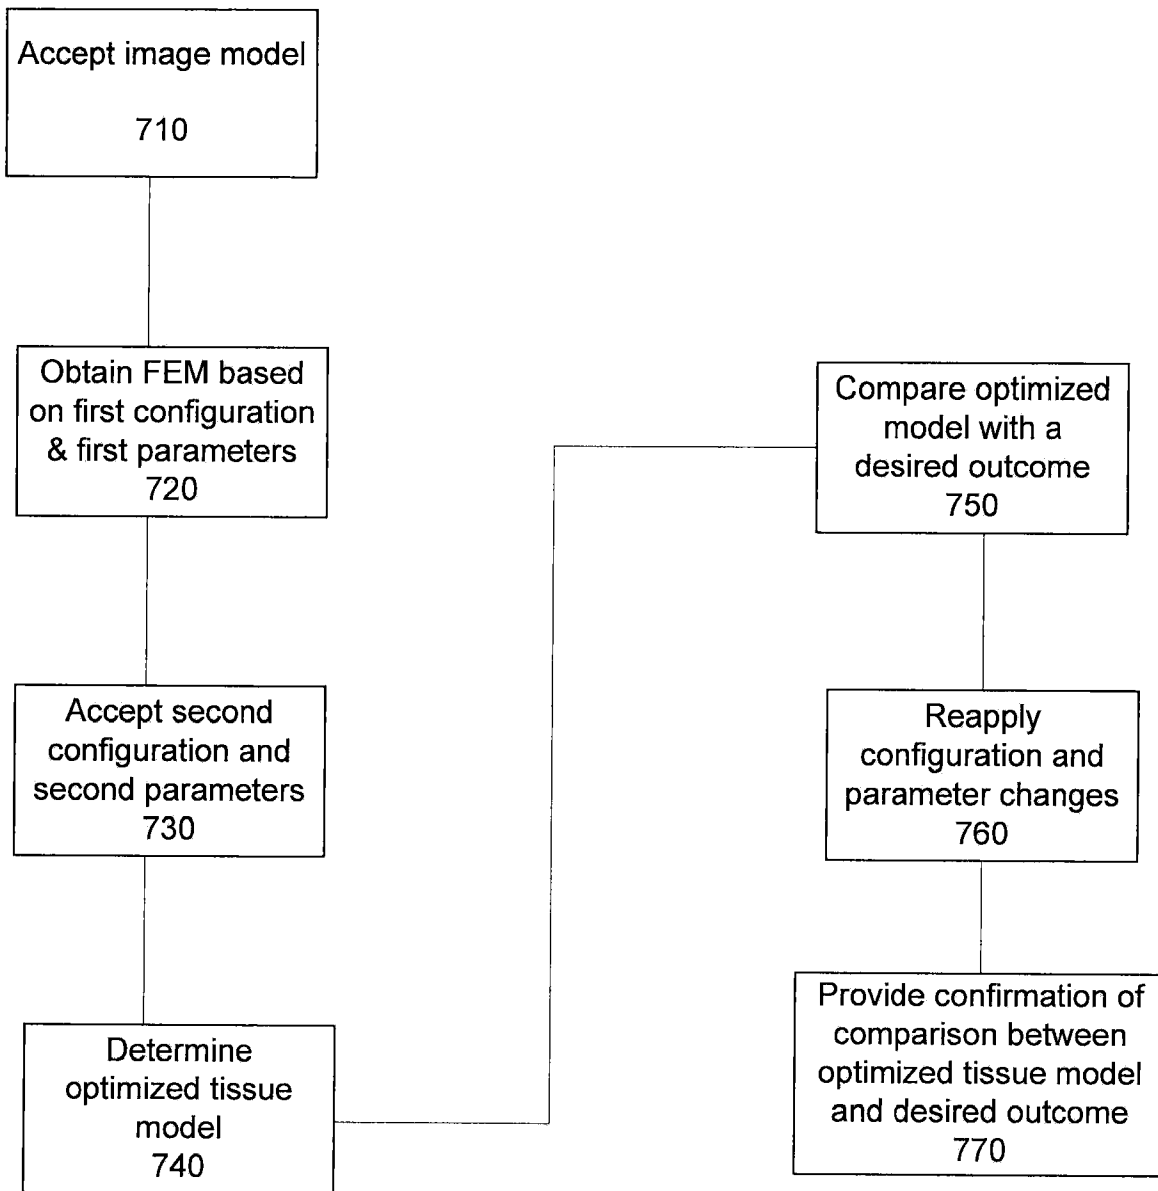 Accept image model
710
Obtain FEM based
on first configuration
& first parameters
720
Accept second
configuration and
second parameters
730
Determine
optimized tissue
model
740
Compare optimized
model with a
desired outcome
750
Reapply
configuration and
parameter changes
760
Provide confirmation of
comparison between
optimized tissue model
and desired outcome
770